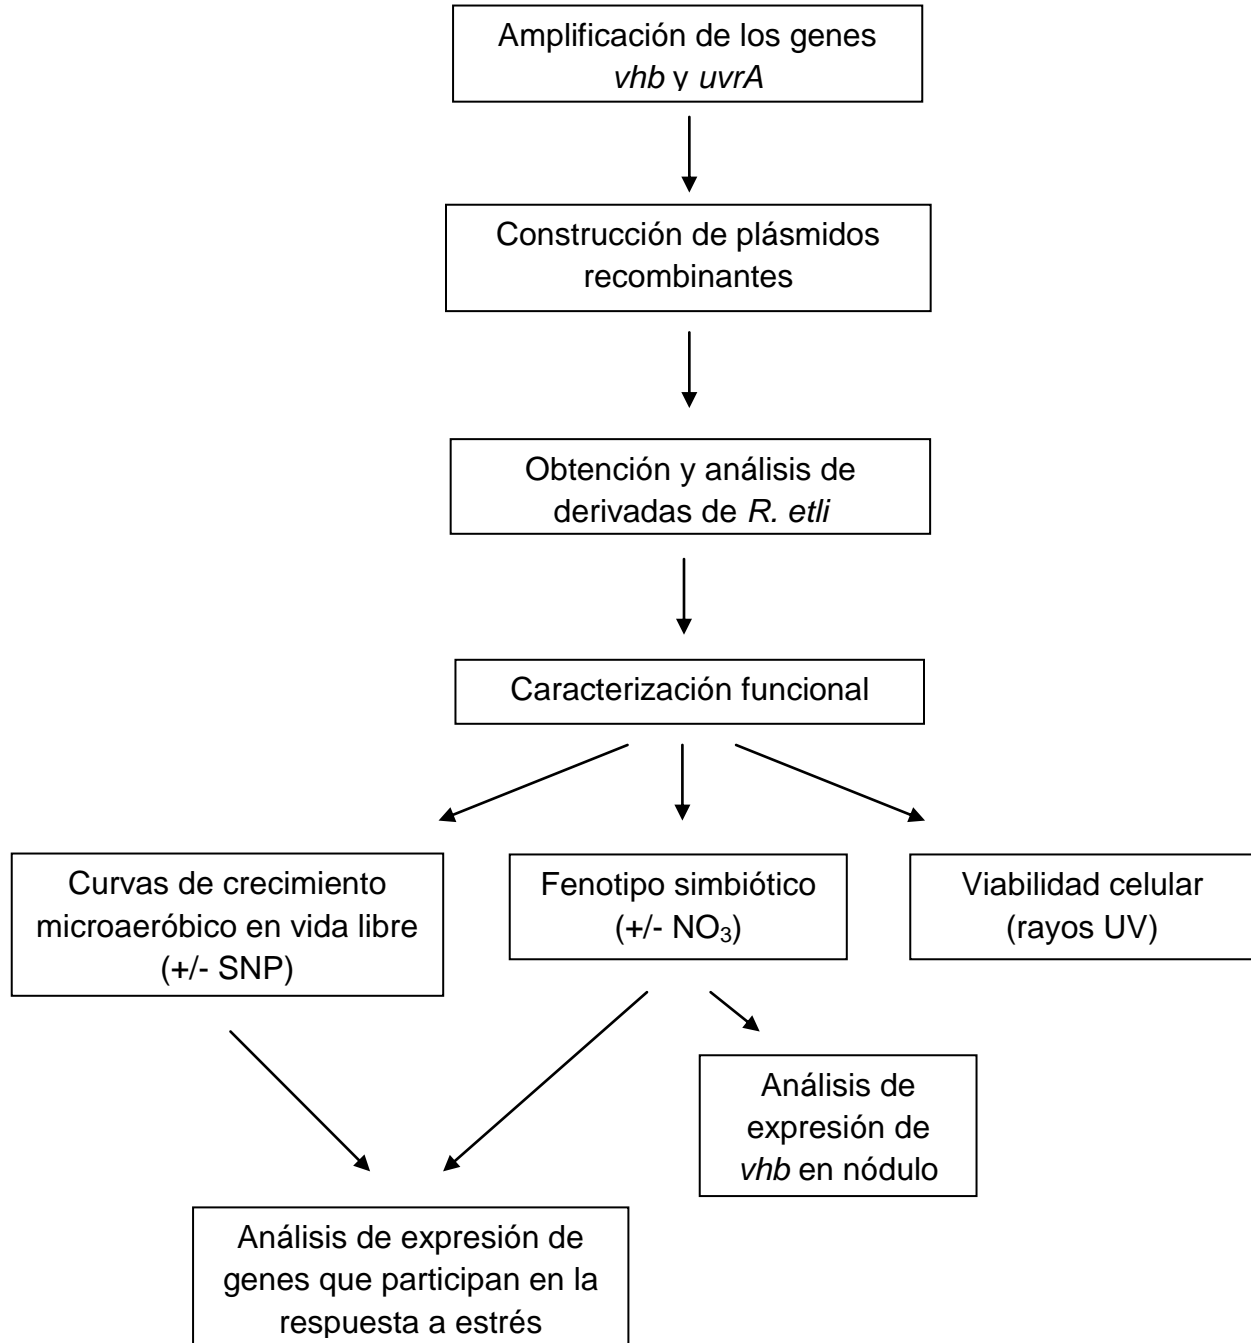 Amplificación de los genes
vhb y uvrA
Construcción de plásmidos
recombinantes
Obtención y análisis de
derivadas de R. etli
Caracterización funcional
Curvas de crecimiento
microaeróbico en vida libre
(+/- SNP)
Fenotipo simbiótico
(+/- NO₃)
Viabilidad celular
(rayos UV)
Análisis de
expresión de
vhb en nódulo
Análisis de expresión de
genes que participan en la
respuesta a estrés